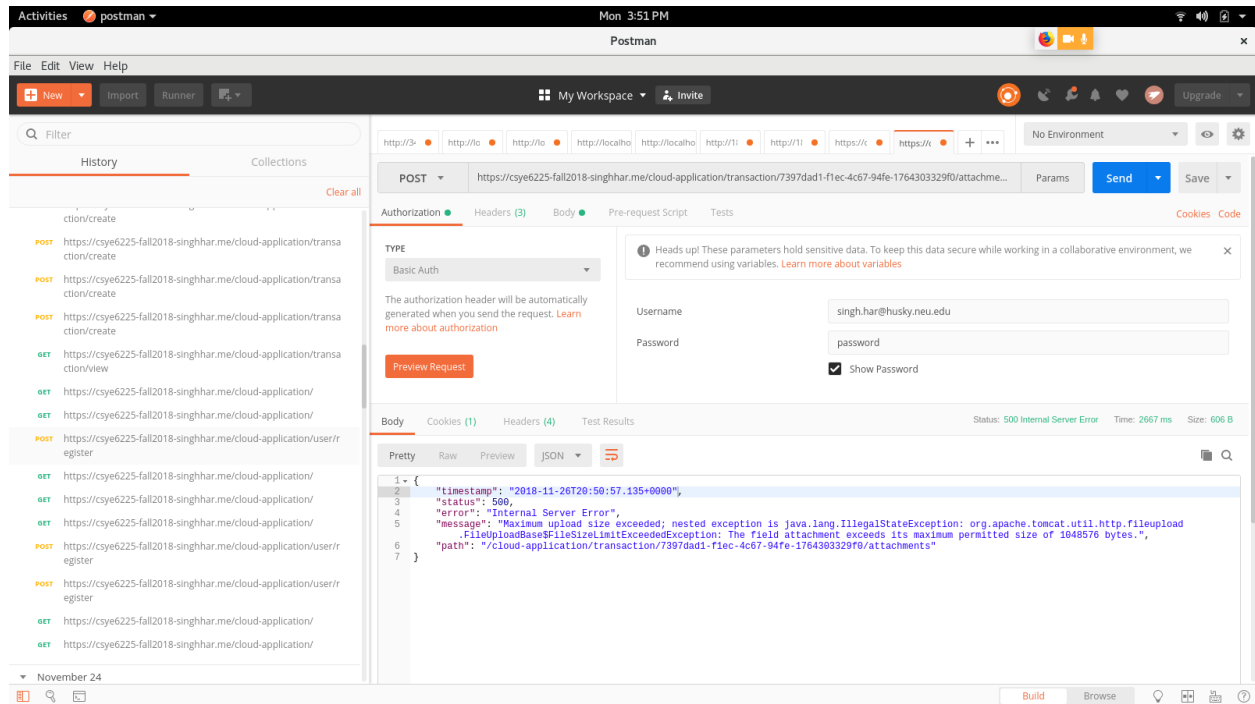 Activities postman Mon 3:51 PM
Postman
File Edit View Help
New Import Runner My Workspace Invite Upgrade
Filter
History Collections
Clear all
ction/create
POST https://csye6225-fall2018-singhhar.me/cloud-application/transa
ction/create
POST https://csye6225-fall2018-singhhar.me/cloud-application/transa
ction/create
POST https://csye6225-fall2018-singhhar.me/cloud-application/transa
ction/create
GET https://csye6225-fall2018-singhhar.me/cloud-application/transa
ction/view
GET https://csye6225-fall2018-singhhar.me/cloud-application/
GET https://csye6225-fall2018-singhhar.me/cloud-application/
POST https://csye6225-fall2018-singhhar.me/cloud-application/user/r
egister
GET https://csye6225-fall2018-singhhar.me/cloud-application/
GET https://csye6225-fall2018-singhhar.me/cloud-application/
GET https://csye6225-fall2018-singhhar.me/cloud-application/
POST https://csye6225-fall2018-singhhar.me/cloud-application/user/r
egister
POST https://csye6225-fall2018-singhhar.me/cloud-application/user/r
egister
GET https://csye6225-fall2018-singhhar.me/cloud-application/
GET https://csye6225-fall2018-singhhar.me/cloud-application/
November 24
http://lo http://lo http://localho http://localho + ••• No Environment
POST https://csye6225-fall2018-singhhar.me/cloud-application/transaction/7397dad1-f1ec-4c67-94fe-1764303329f0/attachme... Params Send Save
Authorization Headers (3) Body Pre-request Script Tests Cookies Code
TYPE
Basic Auth
The authorization header will be automatically
generated when you send the request. Learn
more about authorization
Preview Request
Heads up! These parameters hold sensitive data. To keep this data secure while working in a collaborative environment, we
recommend using variables. Learn more about variables
Username singh.har@husky.neu.edu
Password password
Show Password
Body Cookies (1) Headers (4) Test Results Status: 500 Internal Server Error Time: 2667 ms Size: 606 B
Pretty Raw Preview JSON
1 {
2 "timestamp": "2018-11-26T20:50:57.135+0000",
3 "status": 500,
4 "error": "Internal Server Error",
5 "message": "Maximum upload size exceeded; nested exception is java.lang.IllegalStateException: org.apache.tomcat.util.http.fileupload
.FileUploadBase$FileSizeLimitExceededException: The field attachment exceeds its maximum permitted size of 1048576 bytes.",
6 "path": "/cloud-application/transaction/7397dad1-f1ec-4c67-94fe-1764303329f0/attachments"
7 }
Build Browse